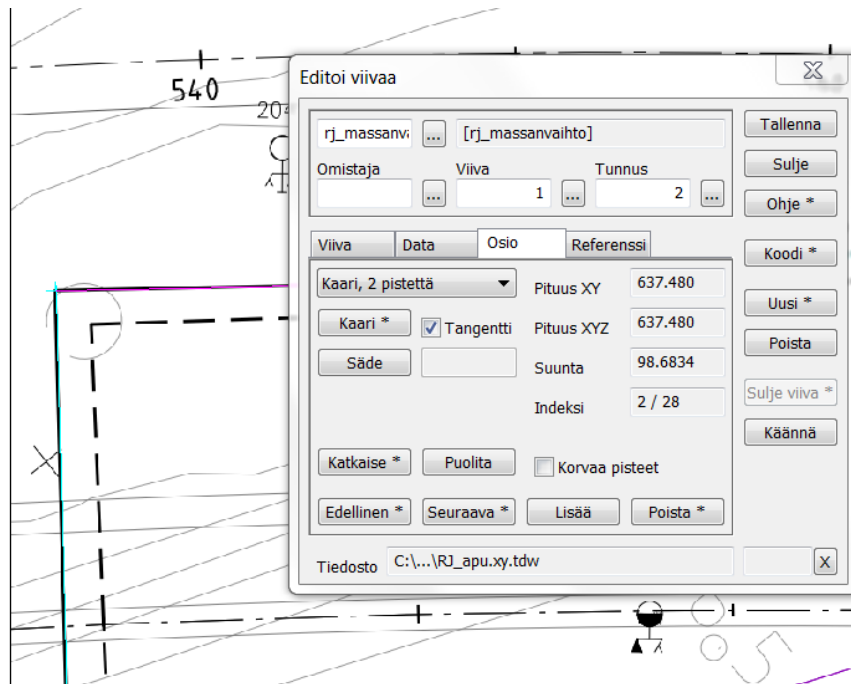 540
204
Editoi viivaa
rj_massanva
...
[rj_massanvaihto]
Tallenna
Sulje
Ohje *
Omistaja
Viiva
Tunnus
...
1
...
2
...
Viiva
Data
Osio
Referenssi
Koodi *
Kaari, 2 pistettä
Pituus XY
637.480
Kaari *
Tangentti
Pituus XYZ
637.480
Uusi *
Säde
Suunta
98.6834
Poista
Indeksi
2 / 28
Sulje viiva *
Käännä
Katkaise *
Puolita
Korvaa pisteet
Edellinen *
Seuraava *
Lisää
Poista *
Tiedosto
C:\...\RJ_apu.xy.tdw
X